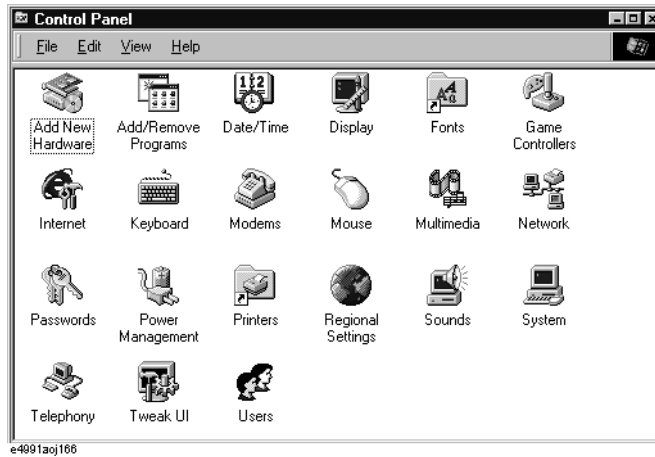 Control Panel
File Edit View Help
Add New Hardware
Add/Remove Programs
Date/Time
Display
Fonts
Game Controllers
Internet
Keyboard
Modems
Mouse
Multimedia
Network
Passwords
Power Management
Printers
Regional Settings
Sounds
System
Telephony
Tweak UI
Users
e4991aoj166